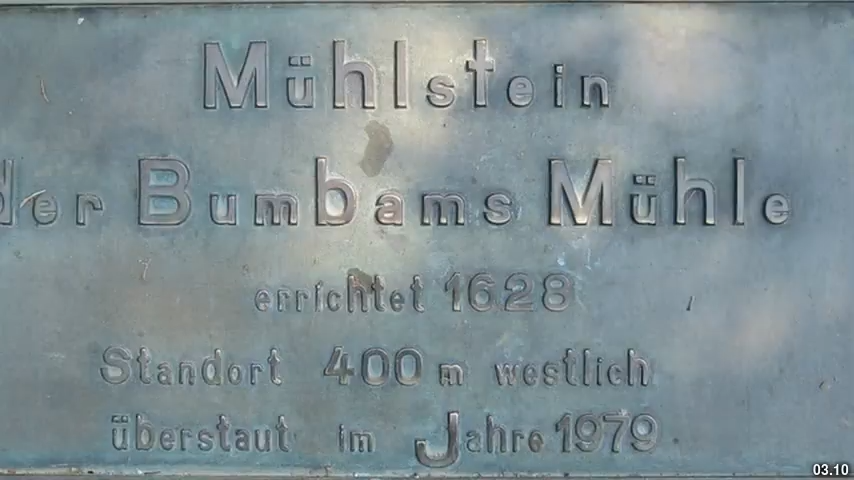 Mühlstein
der Bumbams Mühle
errichtet 1628
Standort 400 m westlich
überstaut im Jahre 1979
03.10